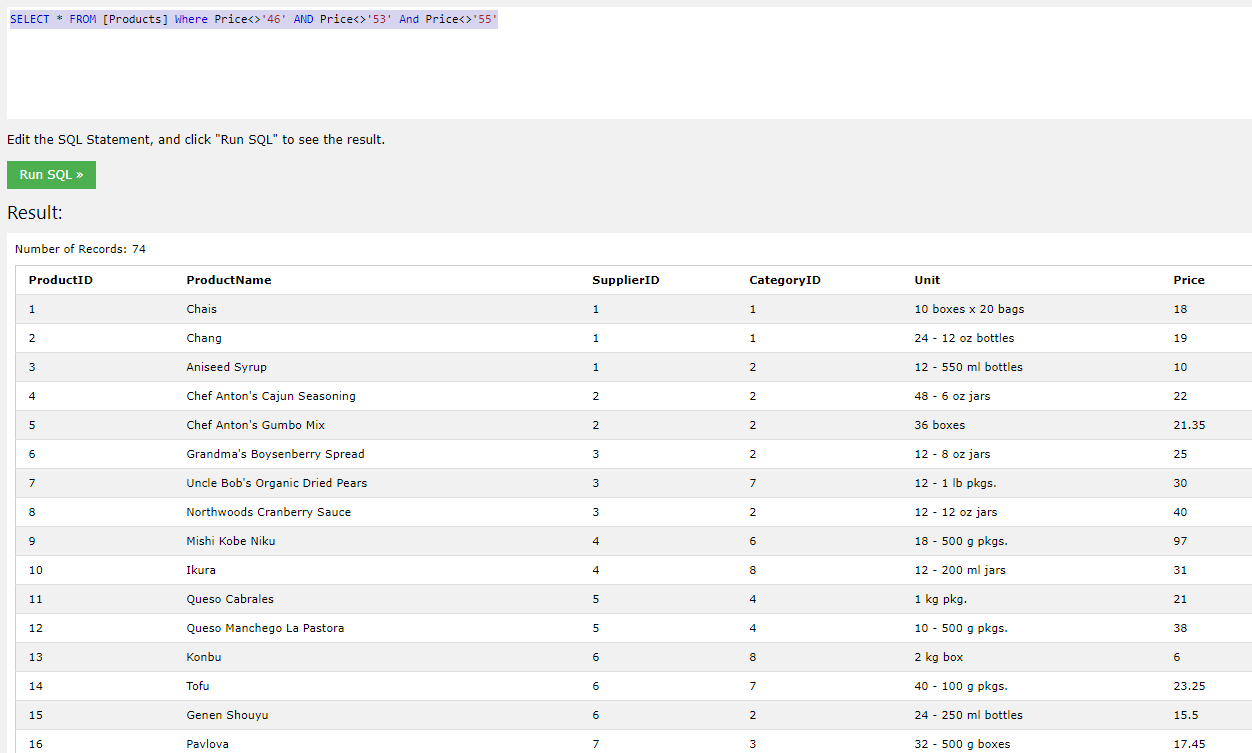 SELECT * FROM [Products] Where Price<>'46' AND Price<>'53' And Price<>'55'
Edit the SQL Statement, and click "Run SQL" to see the result.
Run SQL »
Result:
Number of Records: 74
ProductID ProductName SupplierID CategoryID Unit Price
1 Chais 1 1 10 boxes x 20 bags 18
2 Chang 1 1 24 - 12 oz bottles 19
3 Aniseed Syrup 1 2 12 - 550 ml bottles 10
4 Chef Anton's Cajun Seasoning 2 2 48 - 6 oz jars 22
5 Chef Anton's Gumbo Mix 2 2 36 boxes 21.35
6 Grandma's Boysenberry Spread 3 2 12 - 8 oz jars 25
7 Uncle Bob's Organic Dried Pears 3 7 12 - 1 lb pkgs. 30
8 Northwoods Cranberry Sauce 3 2 12 - 12 oz jars 40
9 Mishi Kobe Niku 4 6 18 - 500 g pkgs. 97
10 Ikura 4 8 12 - 200 ml jars 31
11 Queso Cabrales 5 4 1 kg pkg. 21
12 Queso Manchego La Pastora 5 4 10 - 500 g pkgs. 38
13 Konbu 6 8 2 kg box 6
14 Tofu 6 7 40 - 100 g pkgs. 23.25
15 Genen Shouyu 6 2 24 - 250 ml bottles 15.5
16 Pavlova 7 3 32 - 500 g boxes 17.45